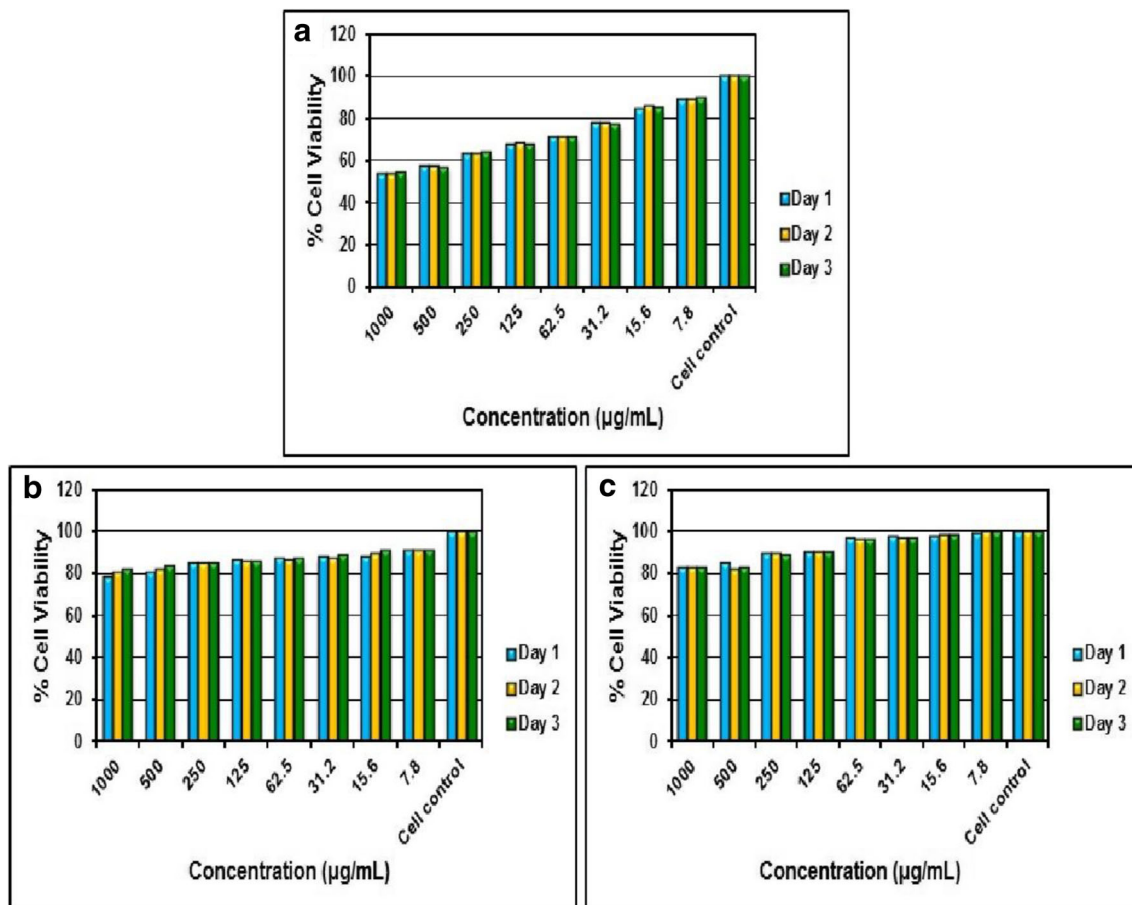 a
120
100
80
60
40
20
0
% Cell Viability
1000 500 250 125 62.5 31.2 15.6 7.8 Cell control
Concentration (µg/mL)
Day 1
Day 2
Day 3
b
120
100
80
60
40
20
0
% Cell Viability
1000 500 250 125 62.5 31.2 15.6 7.8 Cell control
Concentration (µg/mL)
Day 1
Day 2
Day 3
c
120
100
80
60
40
20
0
% Cell Viability
1000 500 250 125 62.5 31.2 15.6 7.8 Cell control
Concentration (µg/mL)
Day 1
Day 2
Day 3